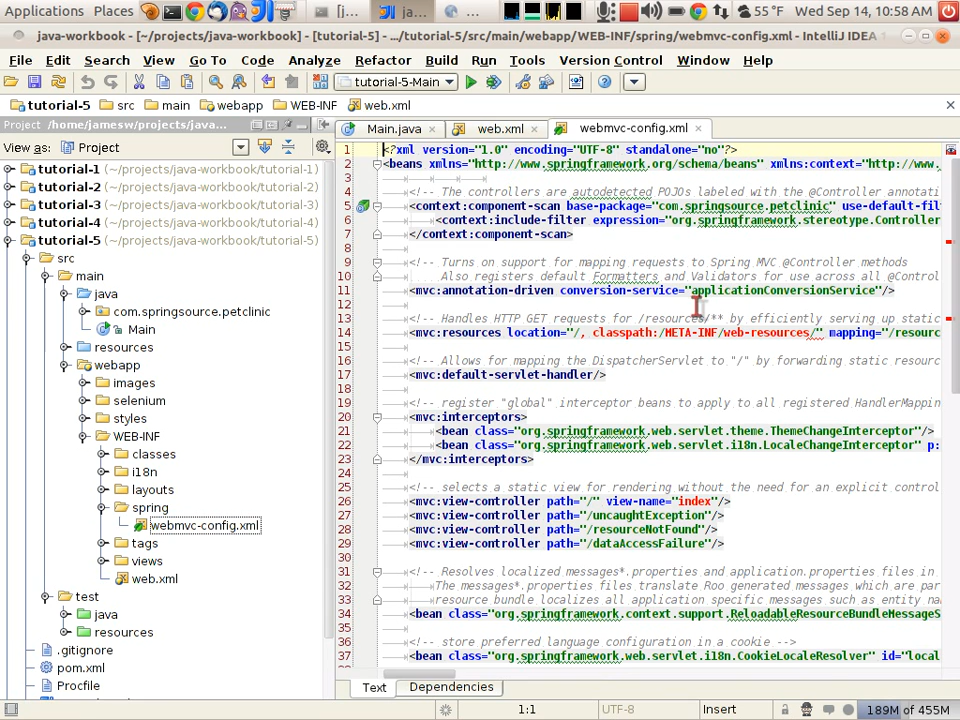 Applications Places [j... ja... ... 55 °F Wed Sep 14, 10:58 AM
java-workbook - [~/projects/java-workbook] - [tutorial-5] - .../tutorial-5/src/main/webapp/WEB-INF/spring/webmvc-config.xml - IntelliJ IDEA
File Edit Search View Go To Code Analyze Refactor Build Run Tools Version Control Window Help
tutorial-5-Main
tutorial-5 src main webapp WEB-INF web.xml
Project /home/jamesw/projects/java...
Main.java web.xml webmvc-config.xml
View as: Project
tutorial-1 (~/projects/java-workbook/tutorial-1)
tutorial-2 (~/projects/java-workbook/tutorial-2)
tutorial-3 (~/projects/java-workbook/tutorial-3)
tutorial-4 (~/projects/java-workbook/tutorial-4)
tutorial-5 (~/projects/java-workbook/tutorial-5)
src
main
java
com.springsource.petclinic
Main
resources
webapp
images
selenium
styles
WEB-INF
classes
i18n
layouts
spring
webmvc-config.xml
tags
views
web.xml
test
java
resources
.gitignore
pom.xml
Procfile
1 <?xml version="1.0" encoding="UTF-8" standalone="no"?>
2 <beans xmlns="http://www.springframework.org/schema/beans" xmlns:context="http://www.
3
4 <!-- The controllers are autodetected POJOs labeled with the @Controller annotati
5 <context:component-scan base-package="com.springsource.petclinic" use-default-fil
6 <context:include-filter expression="org.springframework.stereotype.Controller
7 </context:component-scan>
8
9 <!-- Turns on support for mapping requests to Spring MVC @Controller methods
10 Also registers default Formatters and Validators for use across all @Control
11 <mvc:annotation-driven conversion-service="applicationConversionService"/>
12
13 <!-- Handles HTTP GET requests for /resources/** by efficiently serving up static
14 <mvc:resources location="/, classpath:/META-INF/web-resources/" mapping="/resourc
15
16 <!-- Allows for mapping the DispatcherServlet to "/" by forwarding static resourc
17 <mvc:default-servlet-handler/>
18
19 <!-- register "global" interceptor beans to apply to all registered HandlerMappin
20 <mvc:interceptors>
21 <bean class="org.springframework.web.servlet.theme.ThemeChangeInterceptor"/>
22 <bean class="org.springframework.web.servlet.i18n.LocaleChangeInterceptor" p:
23 </mvc:interceptors>
24
25 <!-- selects a static view for rendering without the need for an explicit control
26 <mvc:view-controller path="/" view-name="index"/>
27 <mvc:view-controller path="/uncaughtException"/>
28 <mvc:view-controller path="/resourceNotFound"/>
29 <mvc:view-controller path="/dataAccessFailure"/>
30
31 <!-- Resolves localized messages*.properties and application.properties files in
32 The messages*.properties files translate Roo generated messages which are par
33 resource bundle localizes all application specific messages such as entity na
34 <bean class="org.springframework.context.support.ReloadableResourceBundleMessageS
35
36 <!-- store preferred language configuration in a cookie -->
37 <bean class="org.springframework.web.servlet.i18n.CookieLocaleResolver" id="local
Text Dependencies
1:1 UTF-8 Insert 189M of 455M